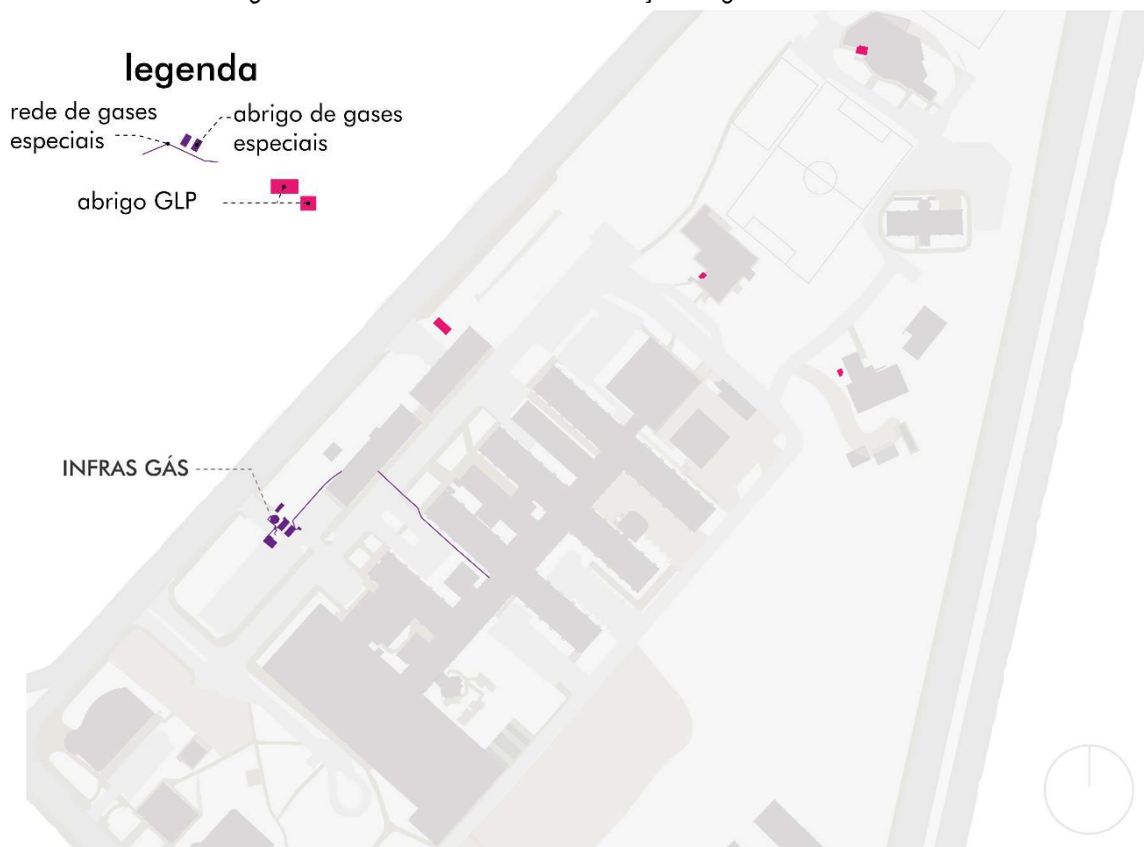 legenda
rede de gases
especiais
abrigo de gases
especiais
abrigo GLP
INFRAS GÁS